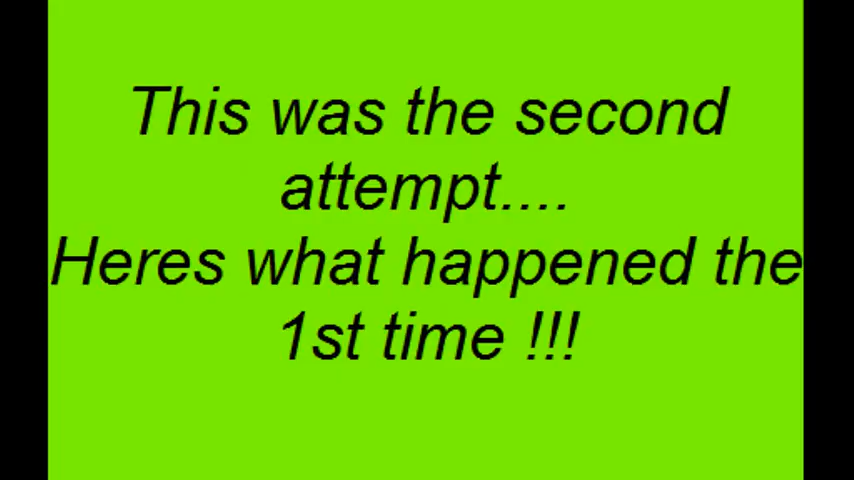 This was the second
attempt....
Heres what happened the
1st time !!!